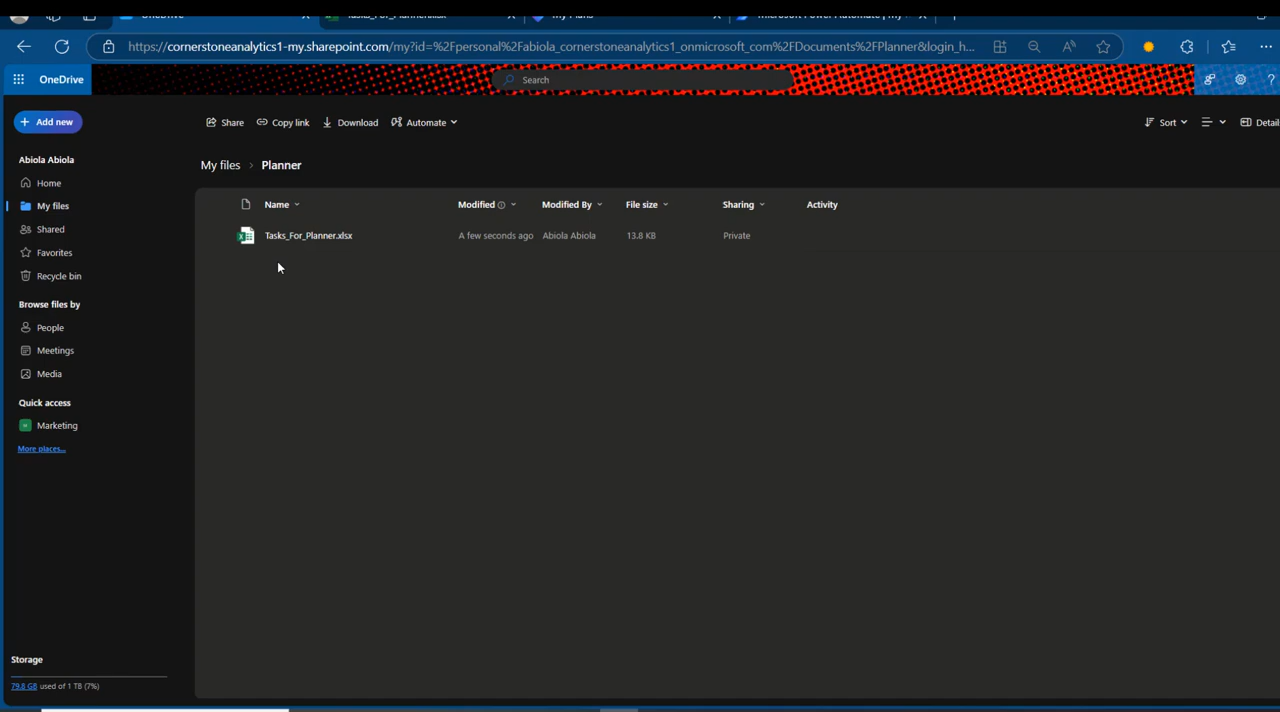 OneDrive
Tasks_For_Planner.xlsx
My Plans
Microsoft Power Automate | My
https://cornerstoneanalytics1-my.sharepoint.com/my?id=%2Fpersonal%2Fabiola_cornerstoneanalytics1_onmicrosoft_com%2FDocuments%2FPlanner&login_h...
OneDrive
Search
Add new
Share
Copy link
Download
Automate
Sort
Detail
Abiola Abiola
My files > Planner
Home
My files
Shared
Favorites
Recycle bin
Name
Modified
Modified By
File size
Sharing
Activity
Tasks_For_Planner.xlsx
A few seconds ago
Abiola Abiola
13.8 KB
Private
Browse files by
People
Meetings
Media
Quick access
Marketing
More places...
Storage
79.8 GB used of 1 TB (7%)